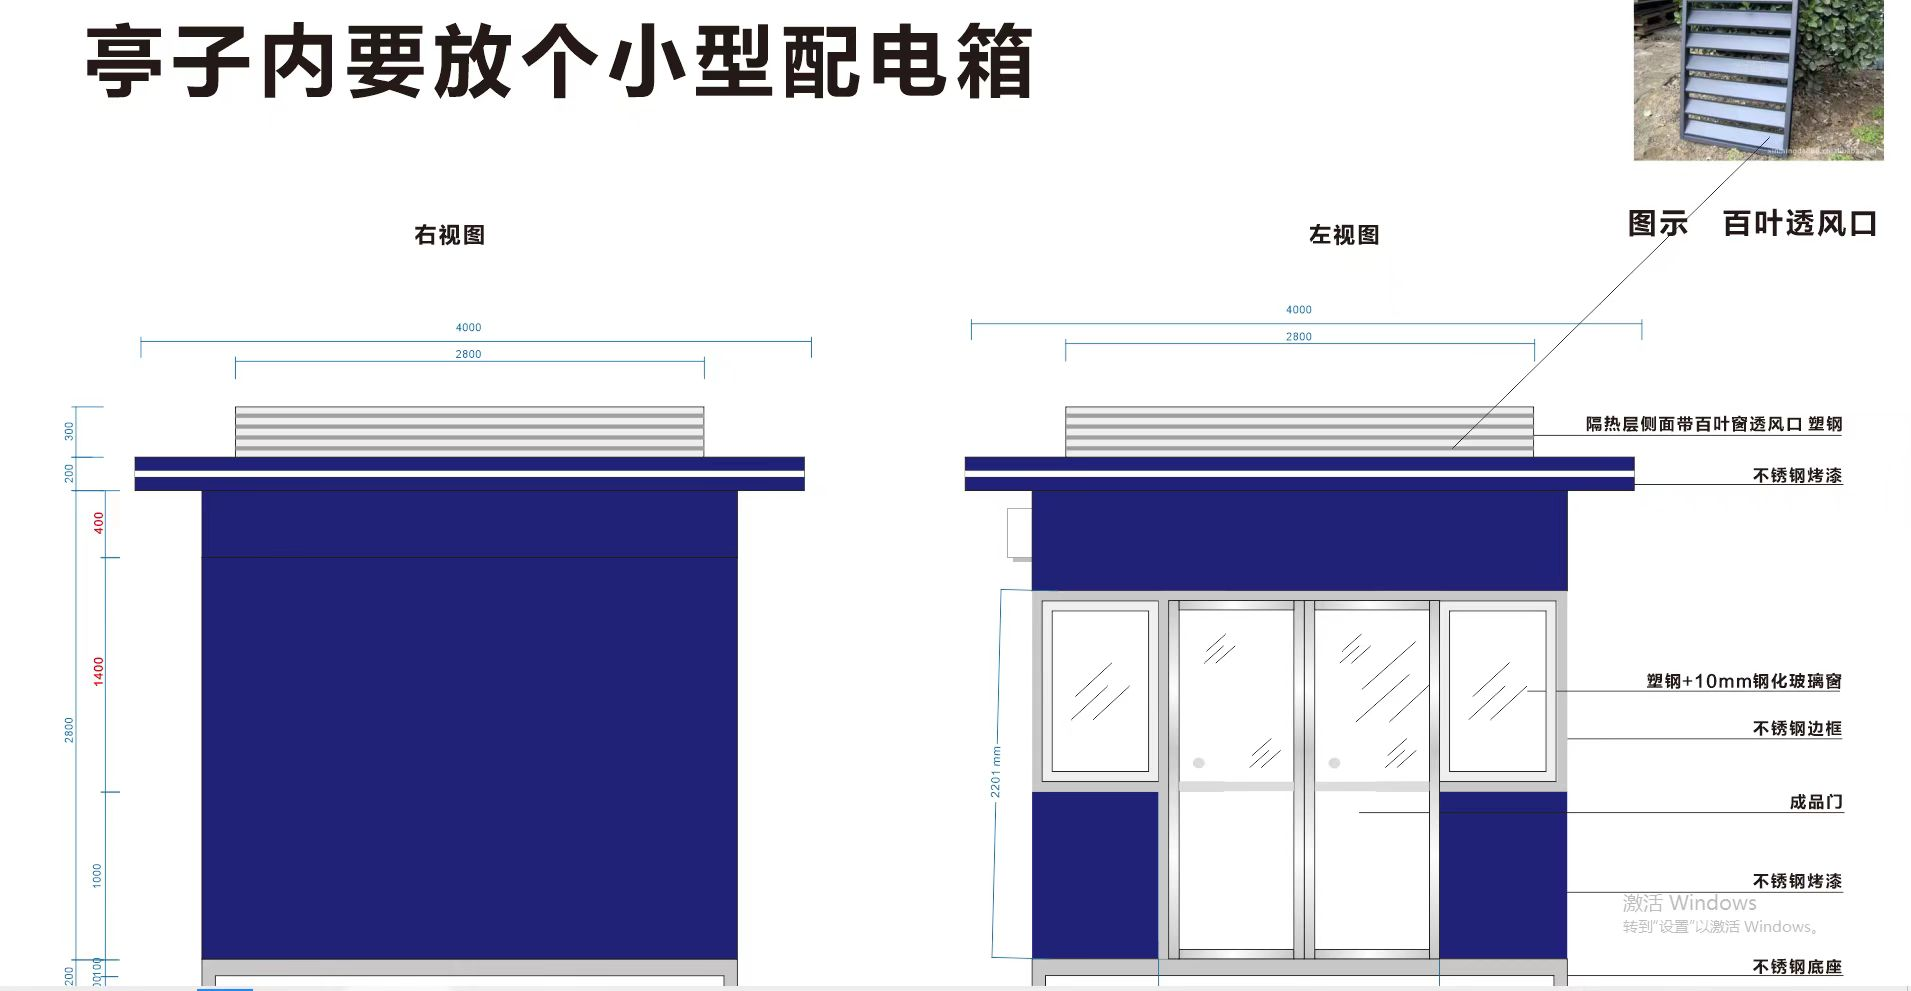 亭子内要放个小型配电箱
图示 百叶透风口
右视图
左视图
4000
2800
4000
2800
300
200
400
1400
2800
1000
100
200
2201 mm
隔热层侧面带百叶窗透风口 塑钢
不锈钢烤漆
塑钢+10mm钢化玻璃窗
不锈钢边框
成品门
不锈钢烤漆
激活 Windows
转到"设置"以激活 Windows。
不锈钢底座